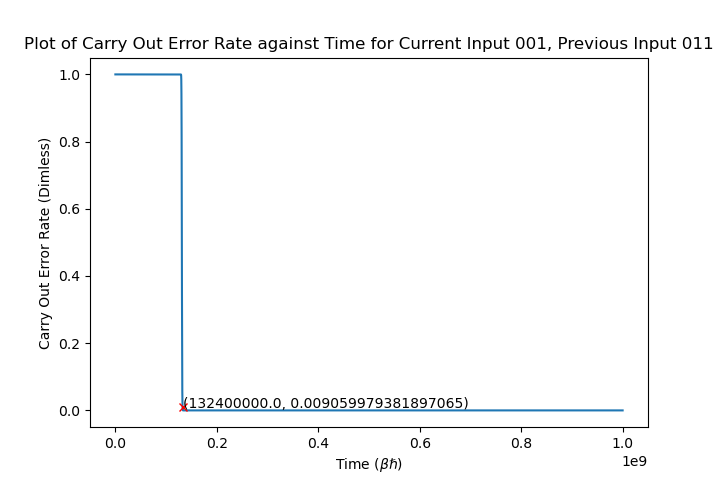 Plot of Carry Out Error Rate against Time for Current Input 001, Previous Input 011
Carry Out Error Rate (Dimless)
1.0
0.8
0.6
0.4
0.2
0.0
(132400000.0, 0.009059979381897065)
0.0 0.2 0.4 0.6 0.8 1.0
1e9
Time (βħ)